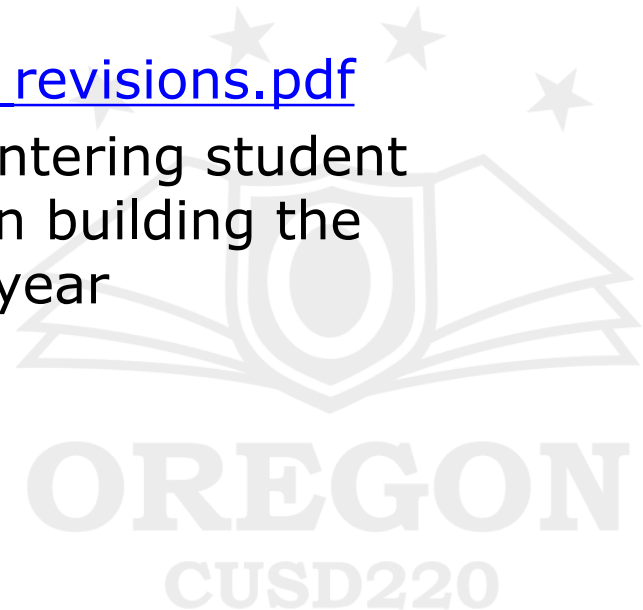 _revisions.pdf
ntering student
n building the
year
OREGON
CUSD220